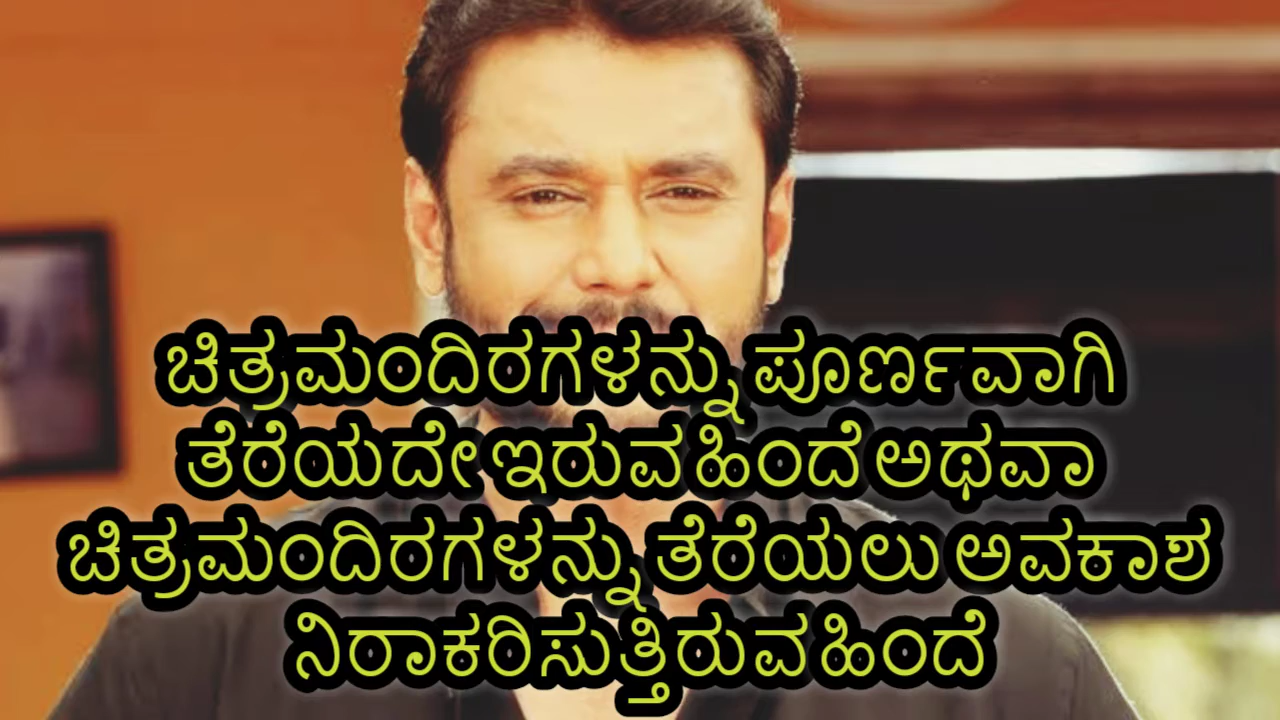 ಚಿತ್ರಮಂದಿರಗಳನ್ನು ಪೂರ್ಣವಾಗಿ
ತೆರೆಯದೇ ಇರುವ ಹಿಂದೆ ಅಥವಾ
ಚಿತ್ರಮಂದಿರಗಳನ್ನು ತೆರೆಯಲು ಅವಕಾಶ
ನಿರಾಕರಿಸುತ್ತಿರುವ ಹಿಂದೆ